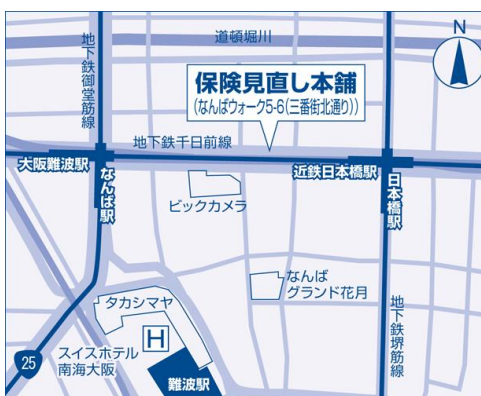 道頓堀川
N
地下鉄御堂筋線
保険見直し本舗
(なんばウォーク5-6(三番街北通り))
地下鉄千日前線
大阪難波駅
なんば駅
近鉄日本橋駅
日本橋駅
ビックカメラ
なんば
グランド花月
タカシマヤ
地下鉄堺筋線
H
25
スイスホテル
南海大阪
難波駅